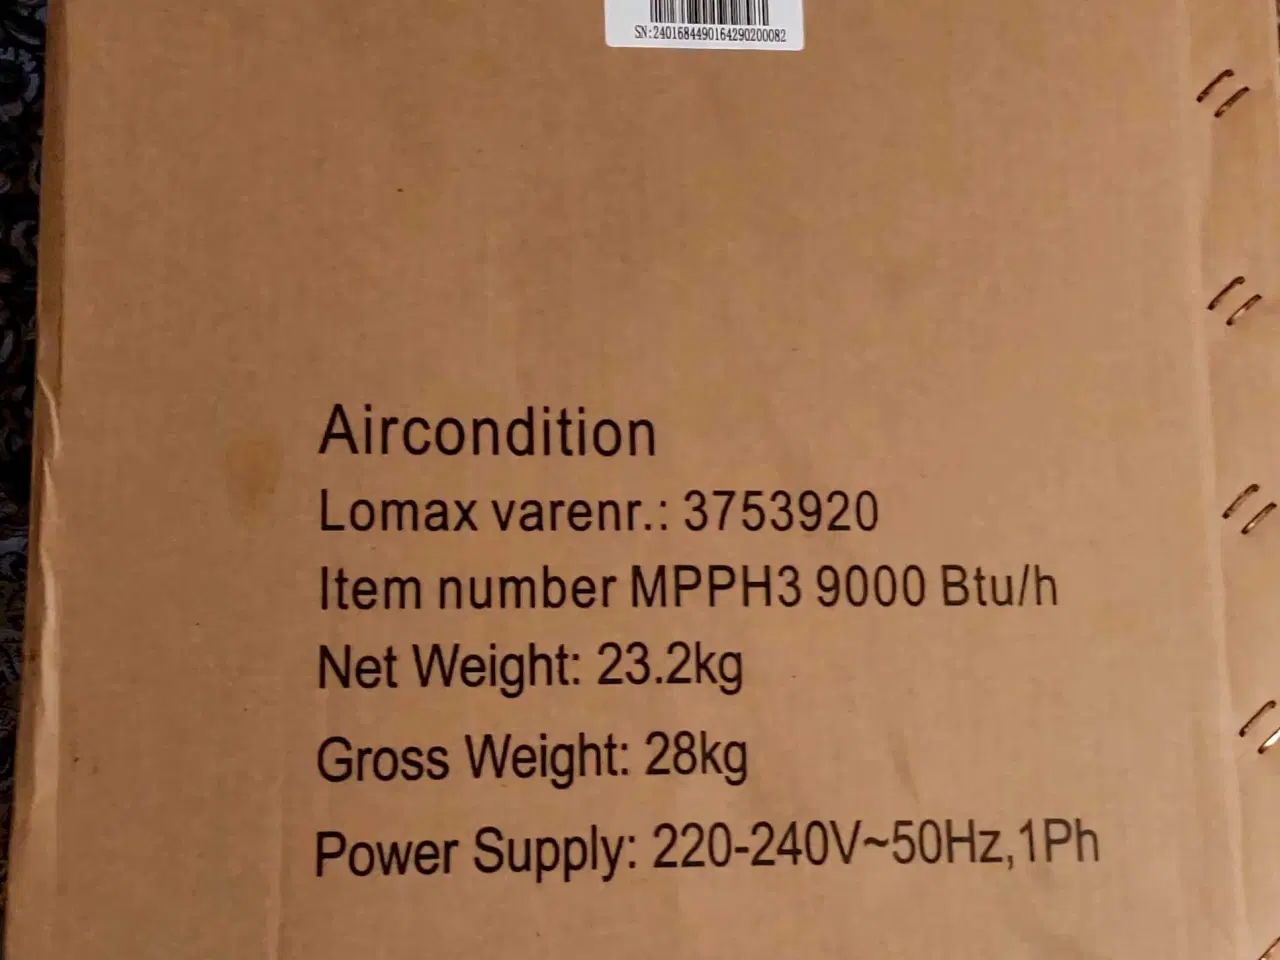 SN:2401684490164290200082
Aircondition
Lomax varenr.: 3753920
Item number MPPH3 9000 Btu/h
Net Weight: 23.2kg
Gross Weight: 28kg
Power Supply: 220-240V~50Hz,1Ph